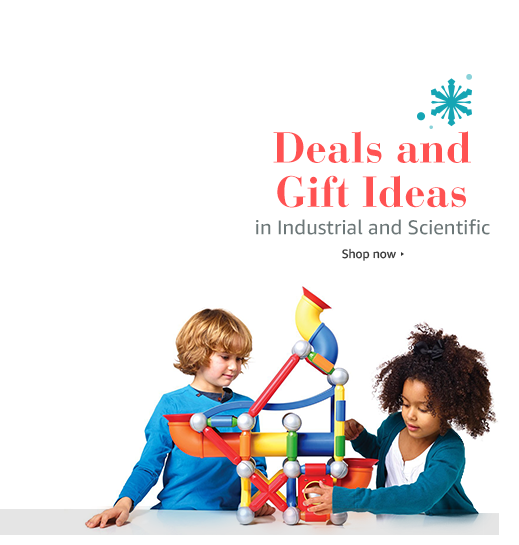 Deals and
Gift Ideas
in Industrial and Scientific
Shop now ‣